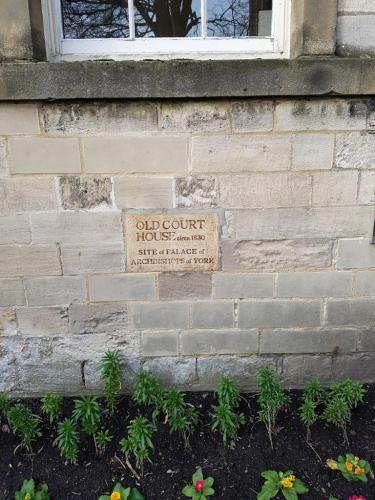 OLD COURT
HOUSE circa 1830
SITE of PALACE of
ARCHBISHOPS of YORK